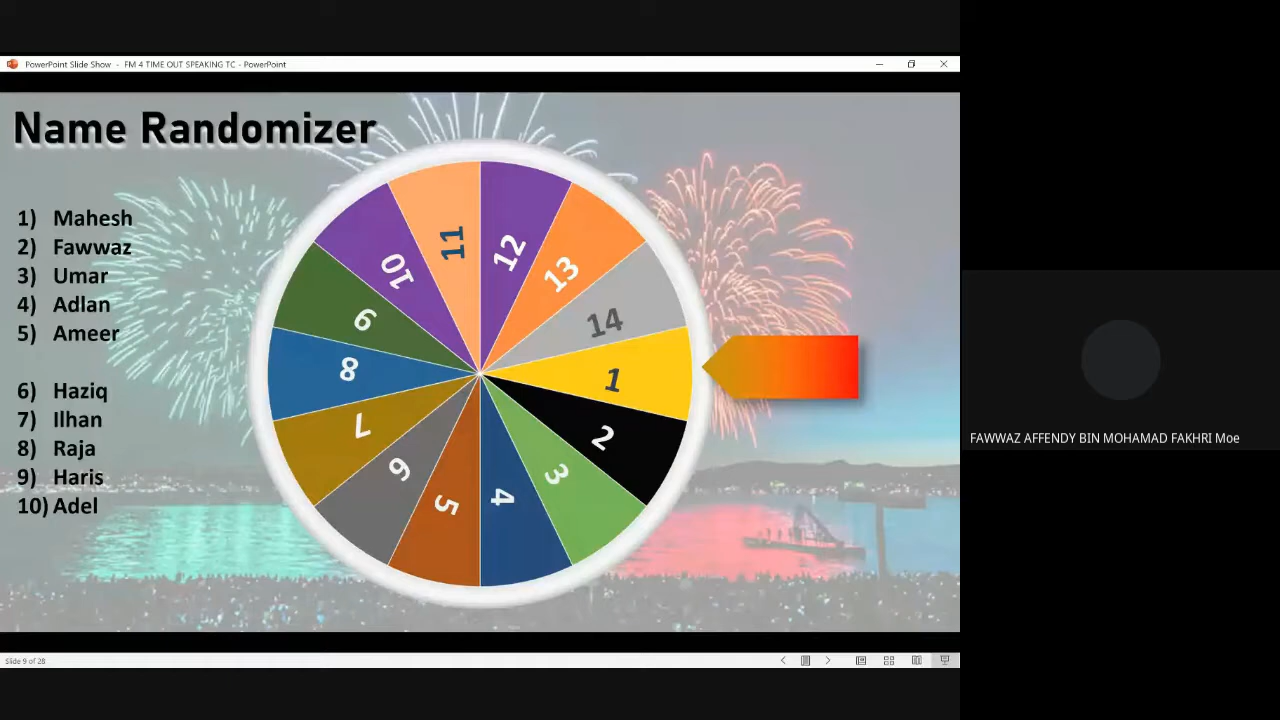 PowerPoint Slide Show - FM 4 TIME OUT SPEAKING TC - PowerPoint
Name Randomizer
1) Mahesh
2) Fawwaz
3) Umar
4) Adlan
5) Ameer
6) Haziq
7) Ilhan
8) Raja
9) Haris
10) Adel
11
12
13
14
1
2
3
4
5
6
7
8
9
10
FAWWAZ AFFENDY BIN MOHAMAD FAKHRI Moe
Slide 9 of 28